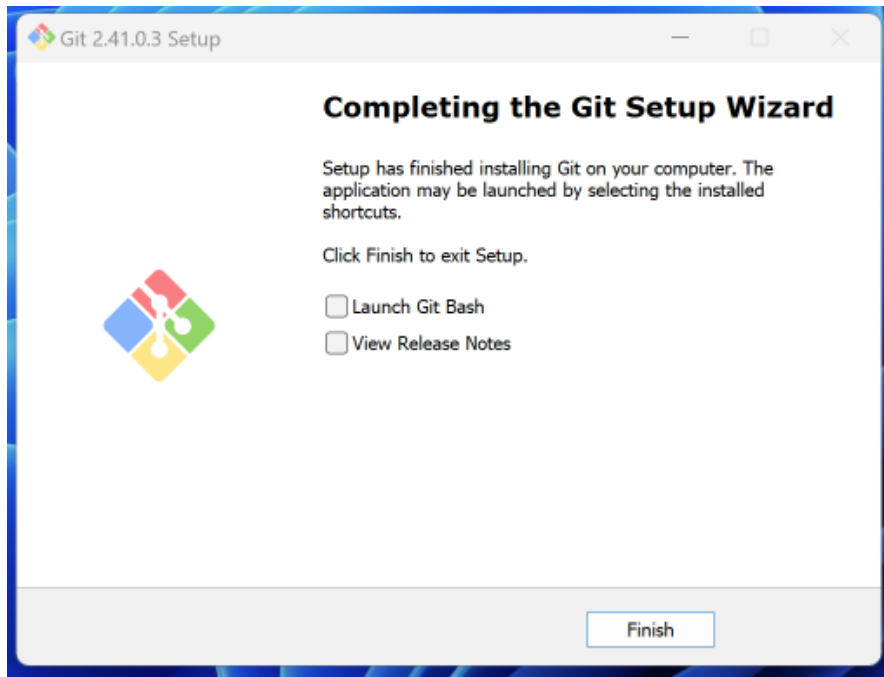 Git 2.41.0.3 Setup
Completing the Git Setup Wizard
Setup has finished installing Git on your computer. The
application may be launched by selecting the installed
shortcuts.
Click Finish to exit Setup.
Launch Git Bash
View Release Notes
Finish